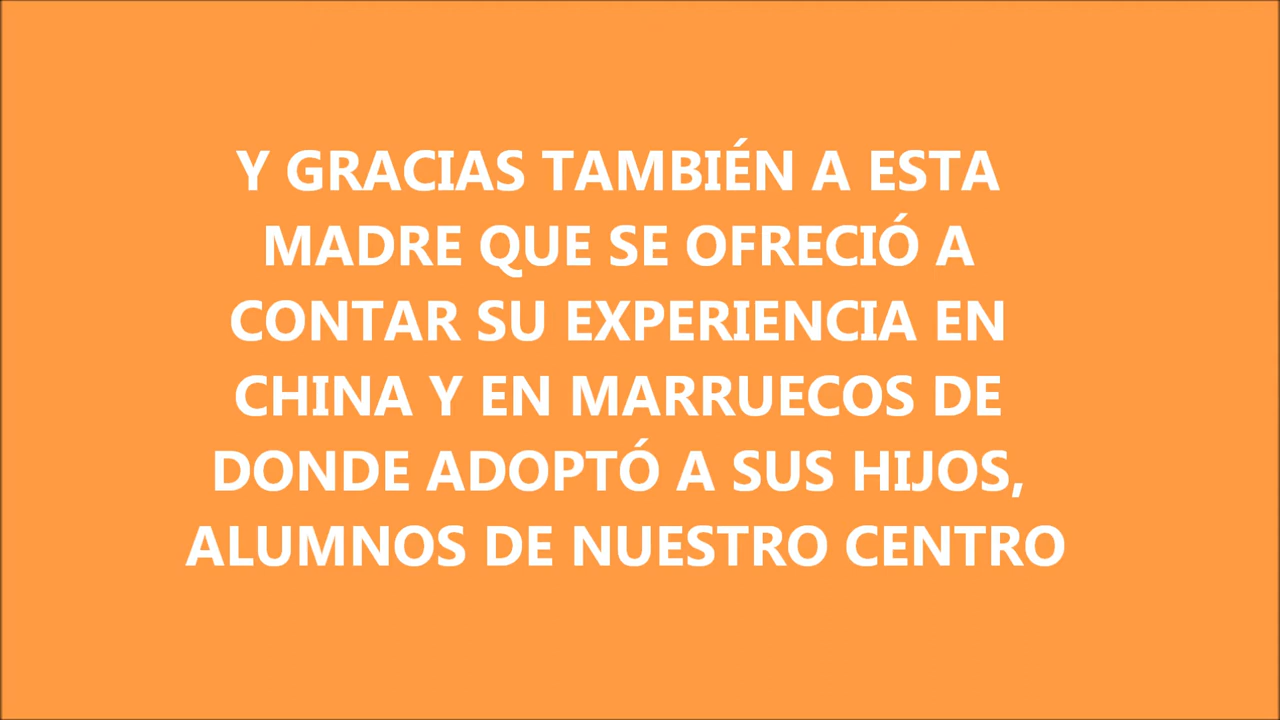 Y GRACIAS TAMBIÉN A ESTA
MADRE QUE SE OFRECIÓ A
CONTAR SU EXPERIENCIA EN
CHINA Y EN MARRUECOS DE
DONDE ADOPTÓ A SUS HIJOS,
ALUMNOS DE NUESTRO CENTRO